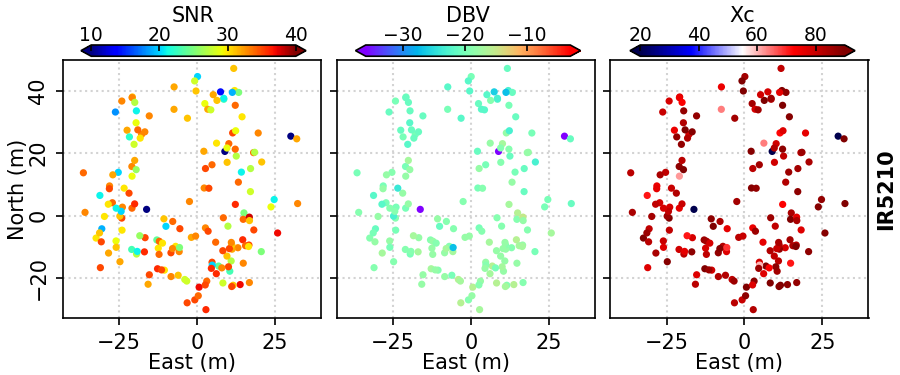 SNR DBV Xc
10 20 30 40 −30 −20 −10 20 40 60 80
40
20
0
−20
North (m)
IR5210
−25 0 25 −25 0 25 −25 0 25
East (m) East (m) East (m)